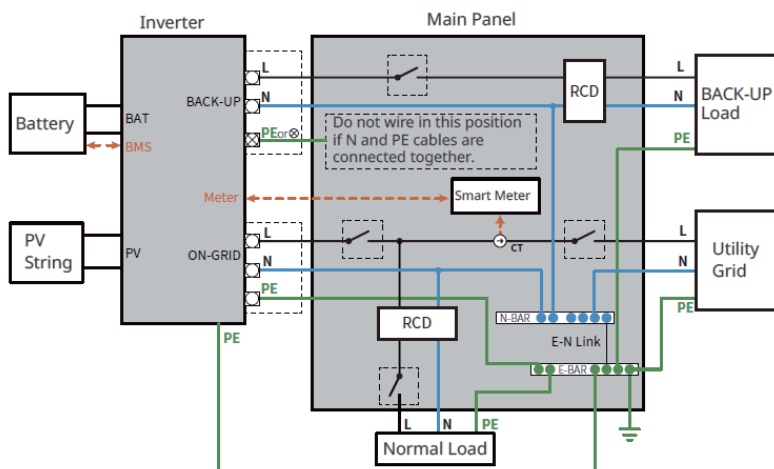 Inverter
Main Panel
L
L
RCD
BACK-UP
N
N
BACK-UP
Load
Battery
BAT
PE or ⊗
Do not wire in this position
if N and PE cables are
connected together.
PE
BMS
Meter
Smart Meter
L
L
PV
String
PV
ON-GRID
CT
N
N
Utility
Grid
PE
PE
N-BAR
RCD
PE
E-N Link
E-BAR
L
N
PE
Normal Load